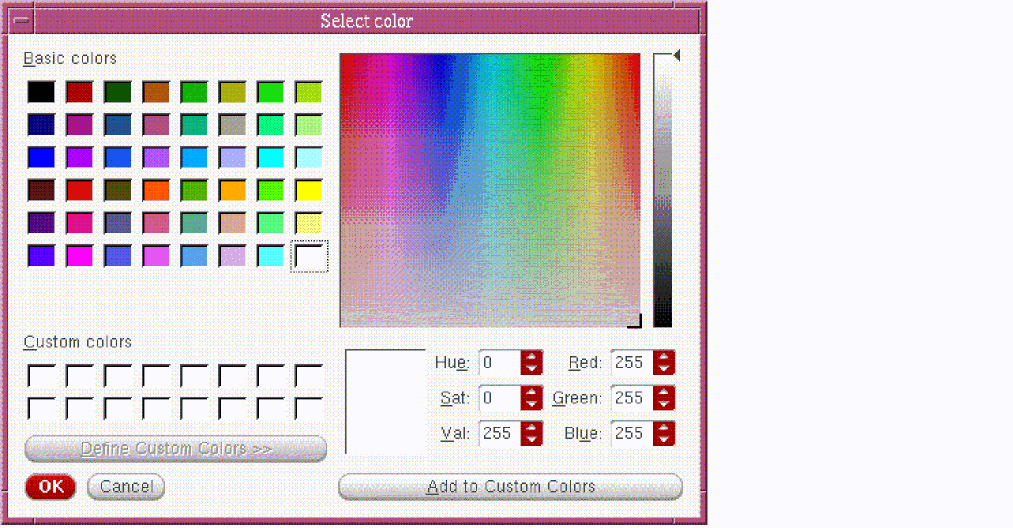 Select color
Basic colors
Custom colors
Hue: 0 Red: 255
Sat: 0 Green: 255
Val: 255 Blue: 255
Define Custom Colors >>
OK Cancel Add to Custom Colors